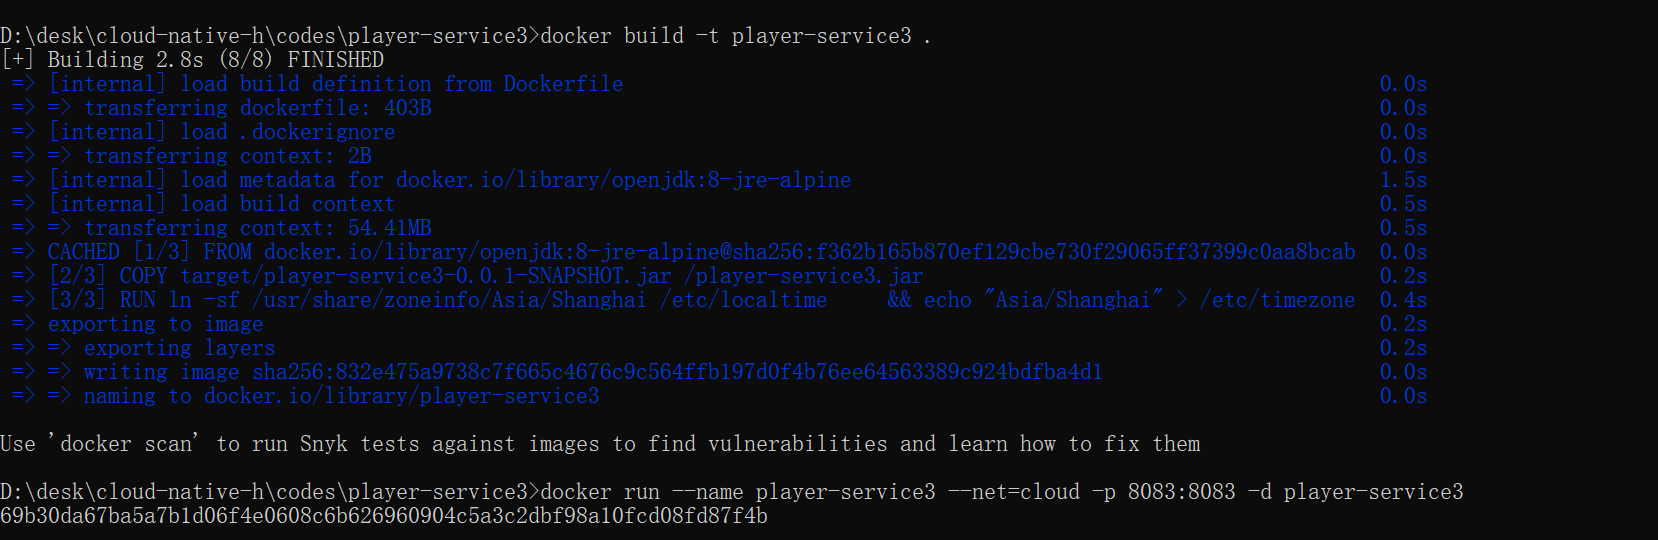 D:\desk\cloud-native-h\codes\player-service3>docker build -t player-service3 .
[+] Building 2.8s (8/8) FINISHED
=> [internal] load build definition from Dockerfile 0.0s
=> => transferring dockerfile: 403B 0.0s
=> [internal] load .dockerignore 0.0s
=> => transferring context: 2B 0.0s
=> [internal] load metadata for docker.io/library/openjdk:8-jre-alpine 1.5s
=> [internal] load build context 0.5s
=> => transferring context: 54.41MB 0.5s
=> CACHED [1/3] FROM docker.io/library/openjdk:8-jre-alpine@sha256:f362b165b870ef129cbe730f29065ff37399c0aa8bcab 0.0s
=> [2/3] COPY target/player-service3-0.0.1-SNAPSHOT.jar /player-service3.jar 0.2s
=> [3/3] RUN ln -sf /usr/share/zoneinfo/Asia/Shanghai /etc/localtime     && echo "Asia/Shanghai" > /etc/timezone 0.4s
=> exporting to image 0.2s
=> => exporting layers 0.2s
=> => writing image sha256:832e475a9738c7f665c4676c9c564ffb197d0f4b76ee64563389c924bdfba4d1 0.0s
=> => naming to docker.io/library/player-service3 0.0s
Use 'docker scan' to run Snyk tests against images to find vulnerabilities and learn how to fix them
D:\desk\cloud-native-h\codes\player-service3>docker run --name player-service3 --net=cloud -p 8083:8083 -d player-service3
69b30da67ba5a7b1d06f4e0608c6b626960904c5a3c2dbf98a10fcd08fd87f4b